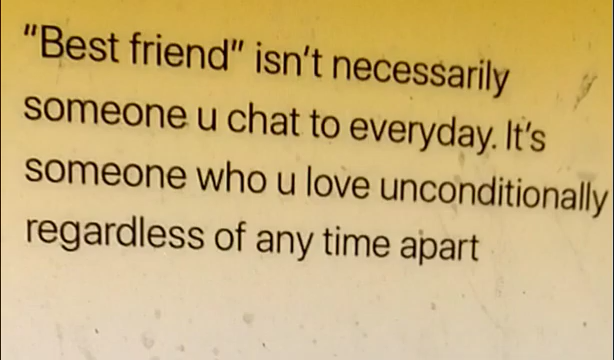 "Best friend" isn't necessarily
someone u chat to everyday. It's
someone who u love unconditionally
regardless of any time apart